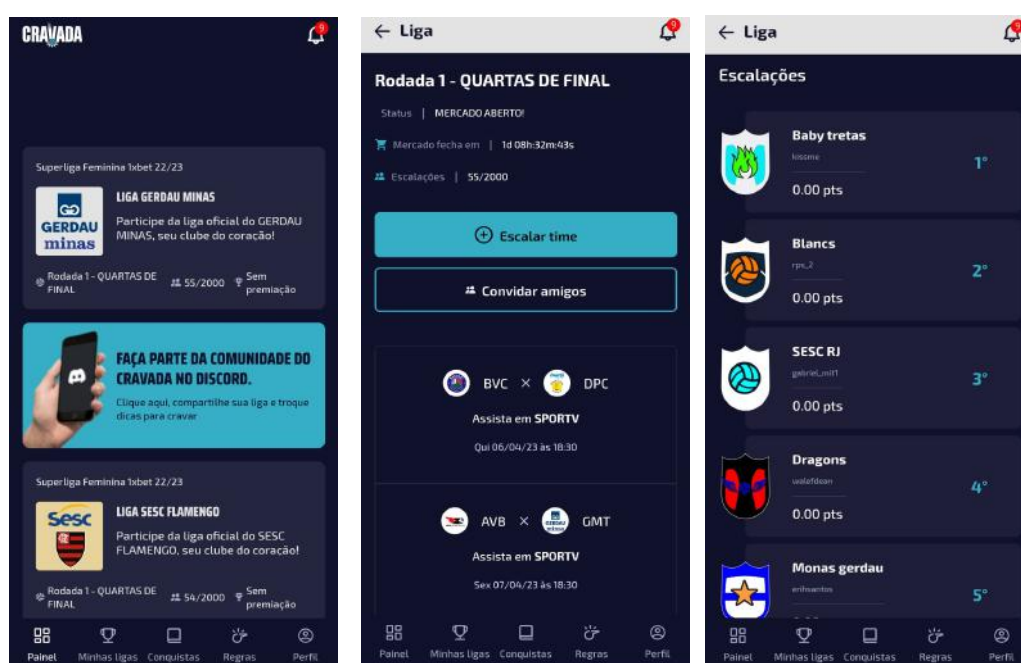 CRAVADA
9
Superliga Feminina 1xbet 22/23
GERDAU
minas
LIGA GERDAU MINAS
Participe da liga oficial do GERDAU
MINAS, seu clube do coração!
Rodada 1 - QUARTAS DE
FINAL
55/2000
Sem
premiação
FAÇA PARTE DA COMUNIDADE DO
CRAVADA NO DISCORD.
Clique aqui, compartilhe sua liga e troque
dicas para cravar
Superliga Feminina 1xbet 22/23
Sesc
LIGA SESC FLAMENGO
Participe da liga oficial do SESC
FLAMENGO, seu clube do coração!
Rodada 1 - QUARTAS DE
FINAL
54/2000
Sem
premiação
Painel Minhas ligas Conquistas Regras Perfil
← Liga
9
Rodada 1 - QUARTAS DE FINAL
Status | MERCADO ABERTO!
Mercado fecha em | 1d 08h:32m:43s
Escalações | 55/2000
Escalar time
Convidar amigos
BVC × DPC
Assista em SPORTV
Qui 06/04/23 às 18:30
AVB × GMT
Assista em SPORTV
Sex 07/04/23 às 18:30
Painel Minhas ligas Conquistas Regras Perfil
← Liga
9
Escalações
Baby tretas
kissme
0.00 pts
1°
Blancs
rps_2
0.00 pts
2°
SESC RJ
0.00 pts
3°
Dragons
0.00 pts
4°
Monas gerdau
5°
Painel Minhas ligas Conquistas Regras Perfil